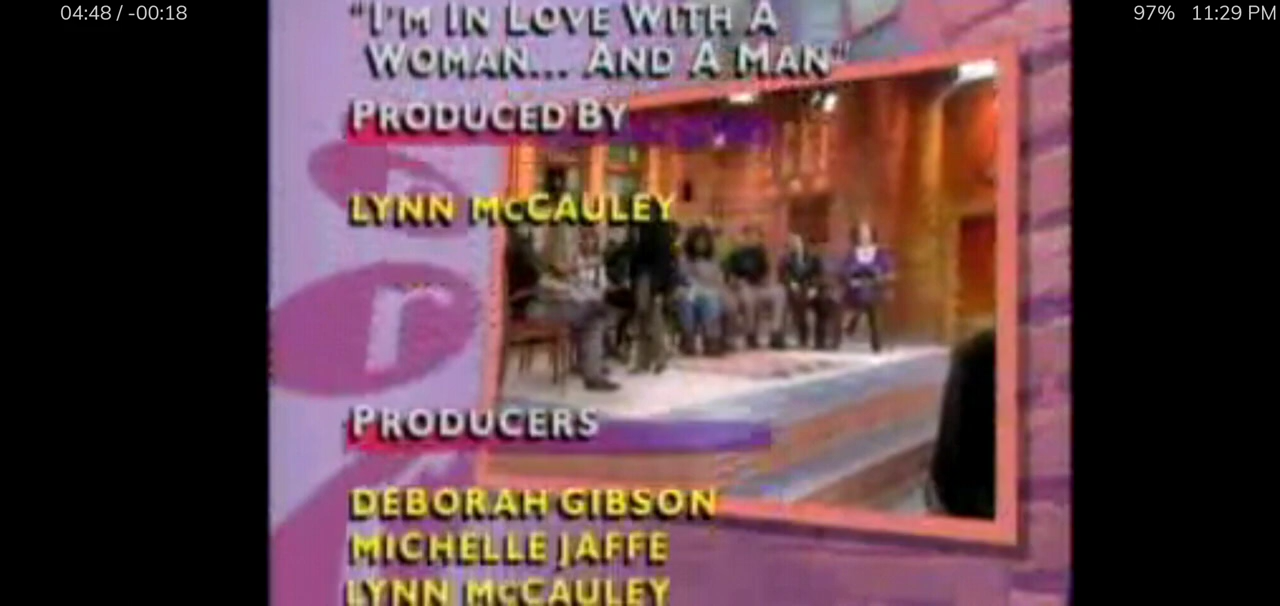 04:48 / -00:18
97% 11:29 PM
"I'M IN LOVE WITH A
WOMAN... AND A MAN"
PRODUCED BY
LYNN MCCAULEY
r
PRODUCERS
DEBORAH GIBSON
MICHELLE JAFFE
LYNN MCCAULEY